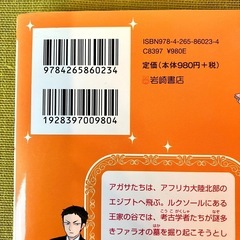 ISBN978-4-265-86023-4
C8397 ¥980E
定価(本体980円+税)
岩崎書店
9784265860234
1928397009804
アガサたちは、アフリカ大陸北部の
エジプトへ飛ぶ。ルクソールにある
王家の谷では、考古学者たちが謎多
きファラオの墓を掘り起こそうとし